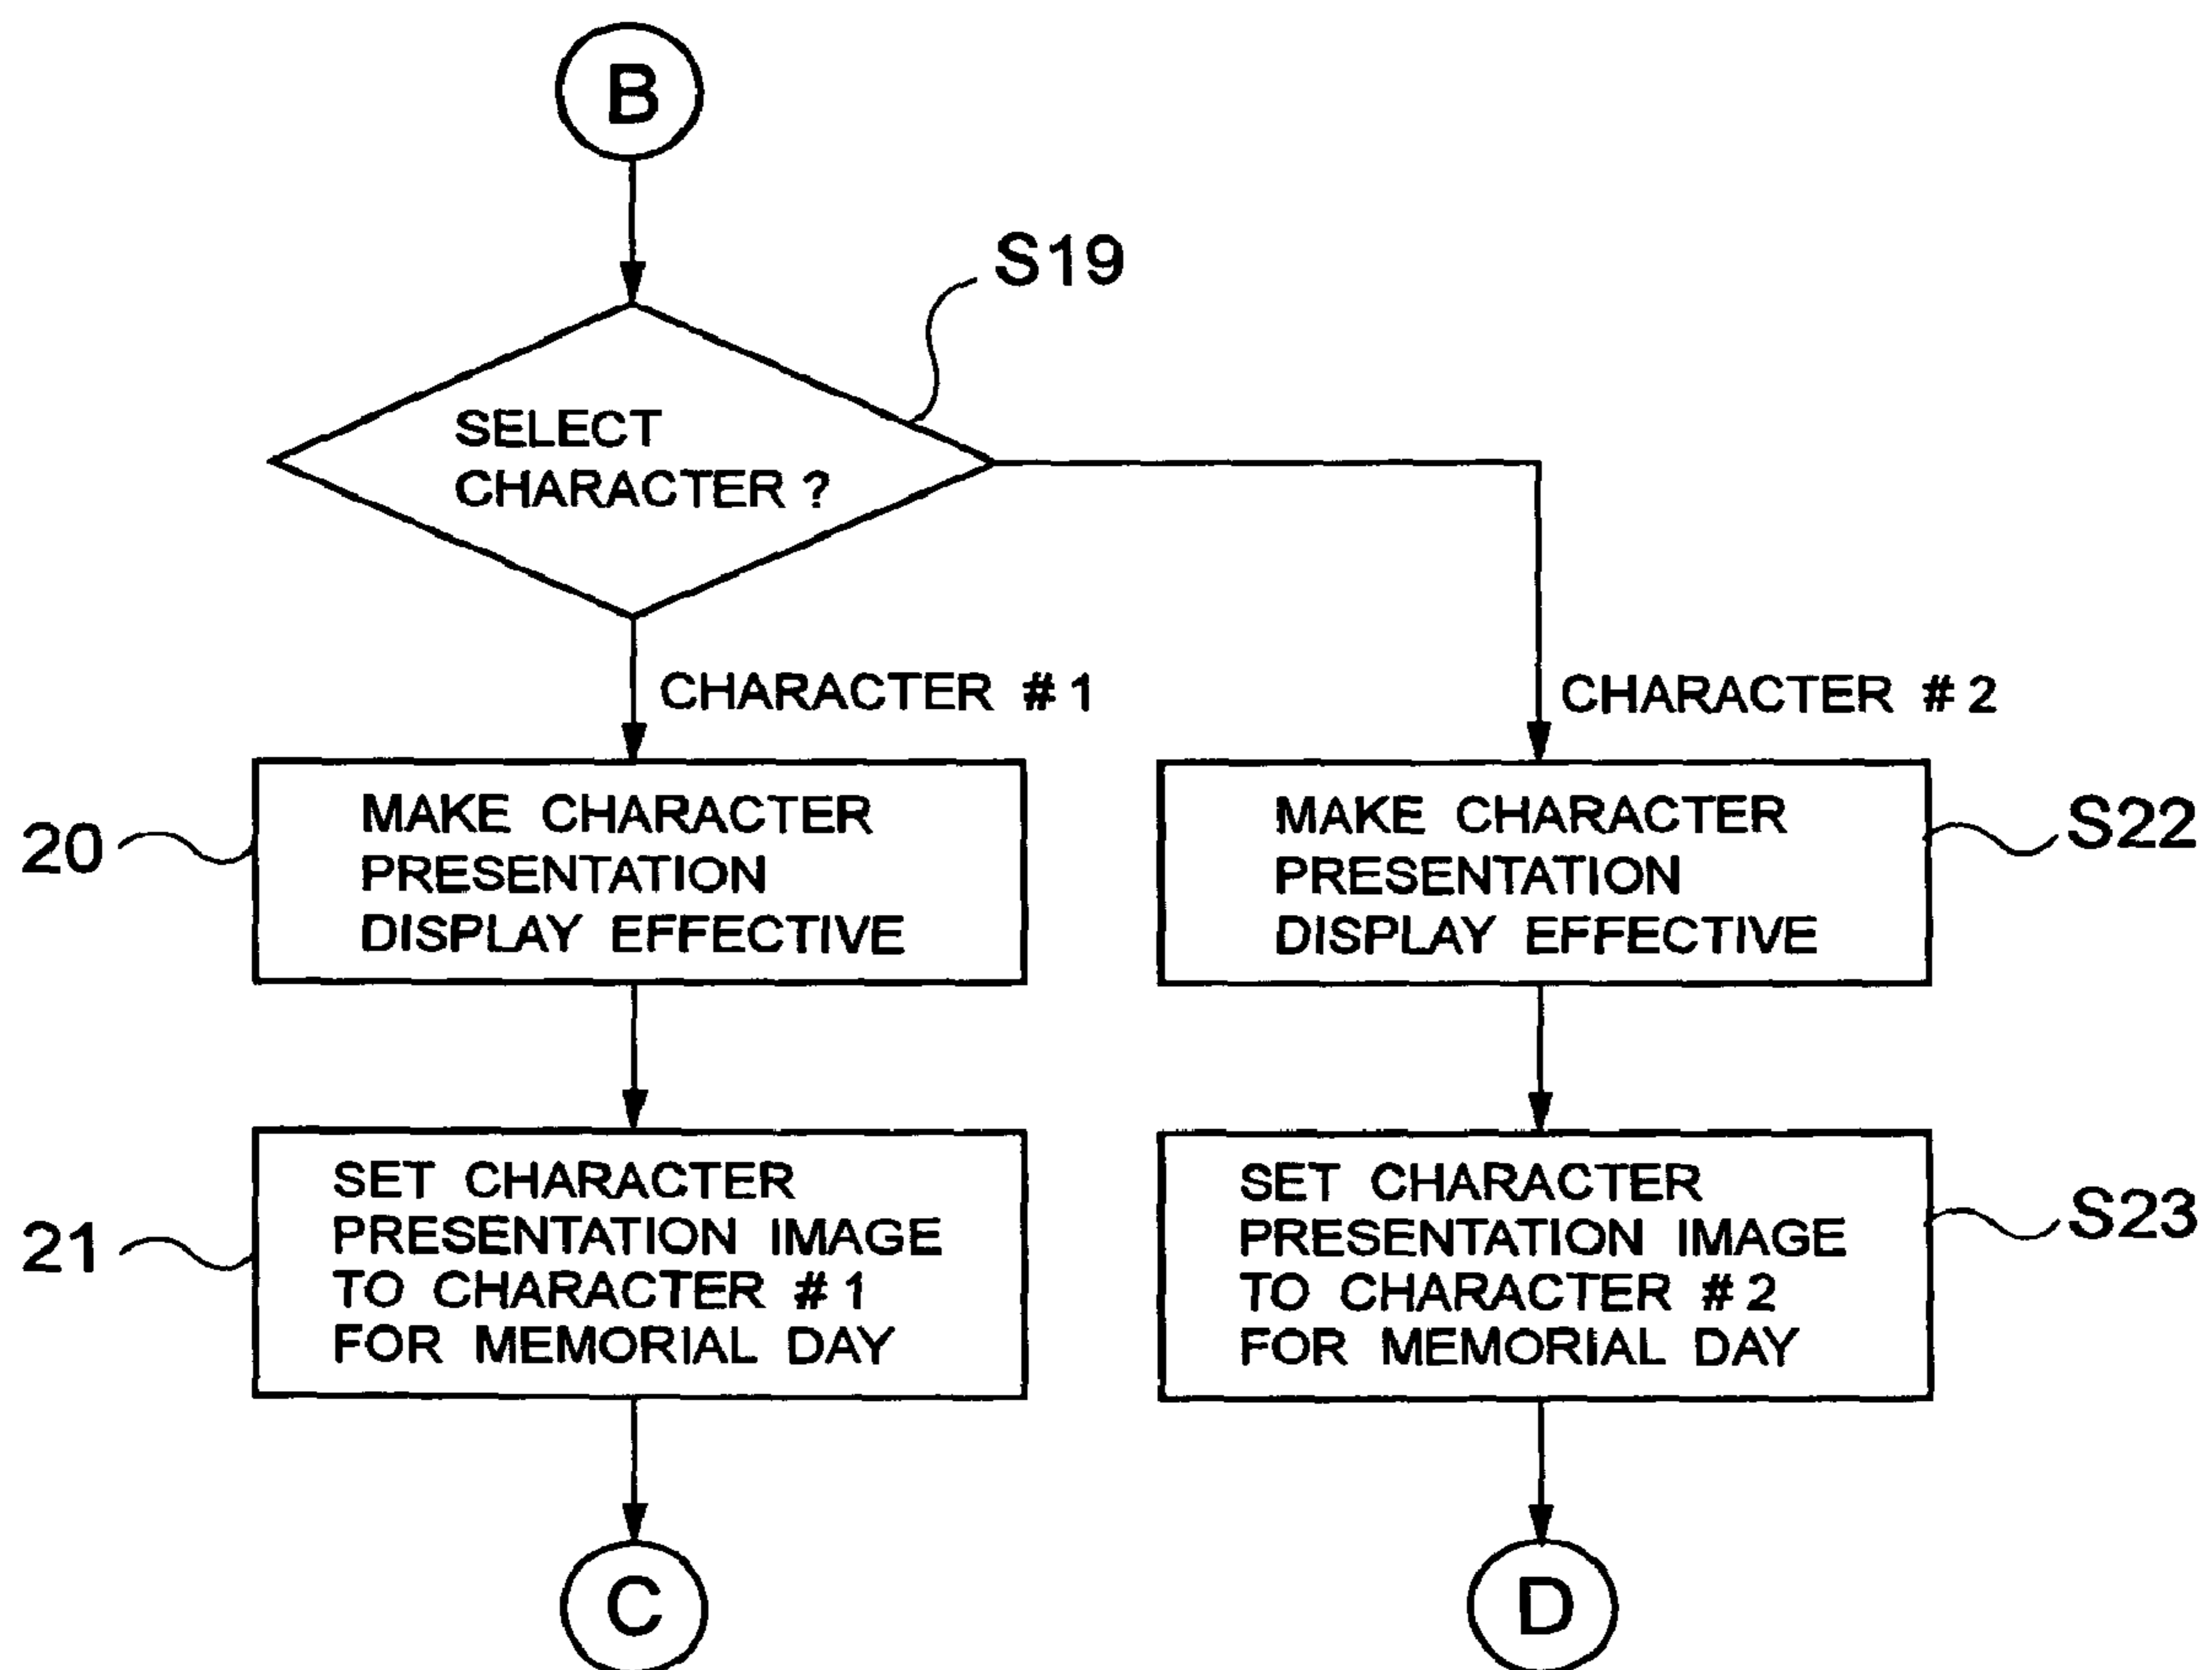 B
S19
SELECT
CHARACTER ?
CHARACTER # 1
CHARACTER # 2
20
MAKE CHARACTER
PRESENTATION
DISPLAY EFFECTIVE
MAKE CHARACTER
PRESENTATION
DISPLAY EFFECTIVE
S22
21
SET CHARACTER
PRESENTATION IMAGE
TO CHARACTER # 1
FOR MEMORIAL DAY
SET CHARACTER
PRESENTATION IMAGE
TO CHARACTER # 2
FOR MEMORIAL DAY
S23
C
D